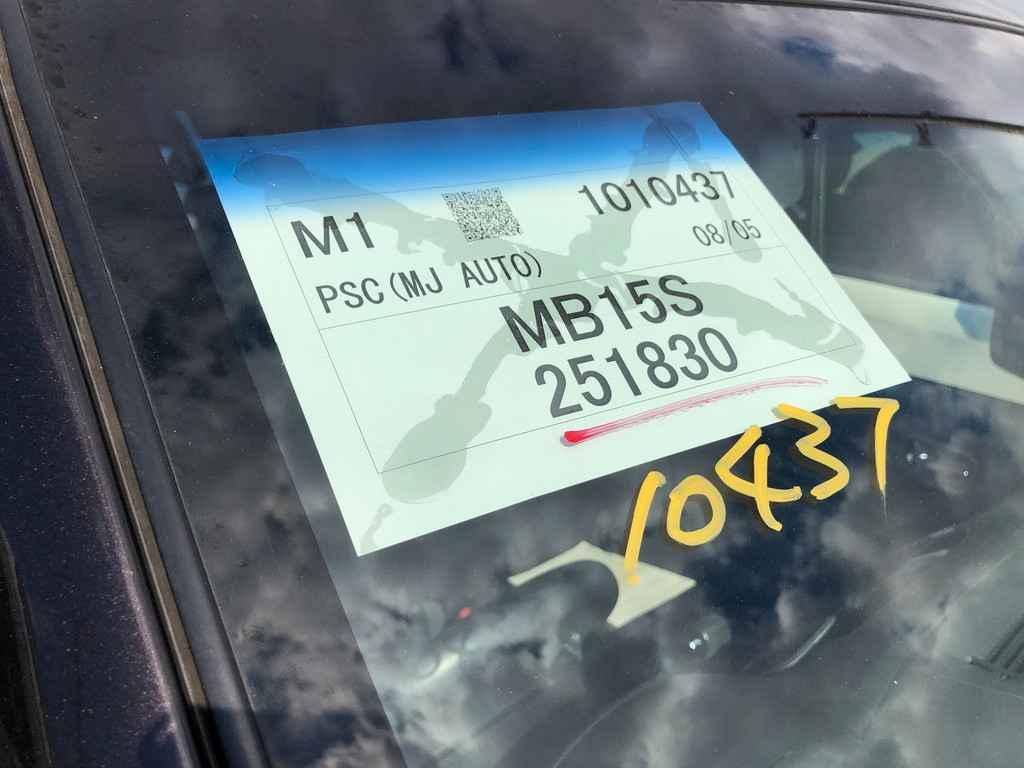 M1 1010437
08/05
PSC(MJ AUTO)
MB15S
251830
10437